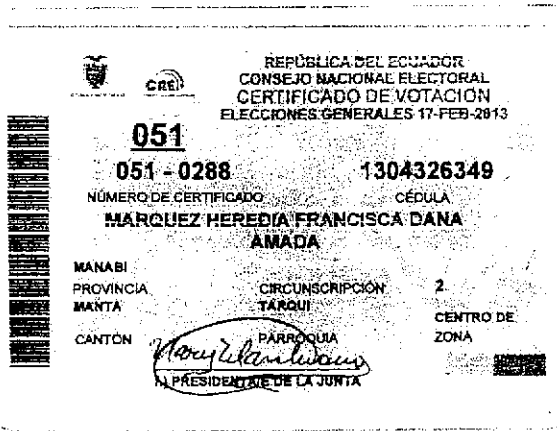 REPÚBLICA DEL ECUADOR
CONSEJO NACIONAL ELECTORAL
CERTIFICADO DE VOTACIÓN
ELECCIONES GENERALES 17-FEB-2013
051
051 - 0288 1304326349
NÚMERO DE CERTIFICADO CÉDULA
MARQUEZ HEREDIA FRANCISCA DANA
AMADA
MANABI
PROVINCIA CIRCUNSCRIPCIÓN 2
MANTA TARQUI
CENTRO DE
CANTÓN PARROQUIA ZONA
PRESIDENTA/E DE LA JUNTA